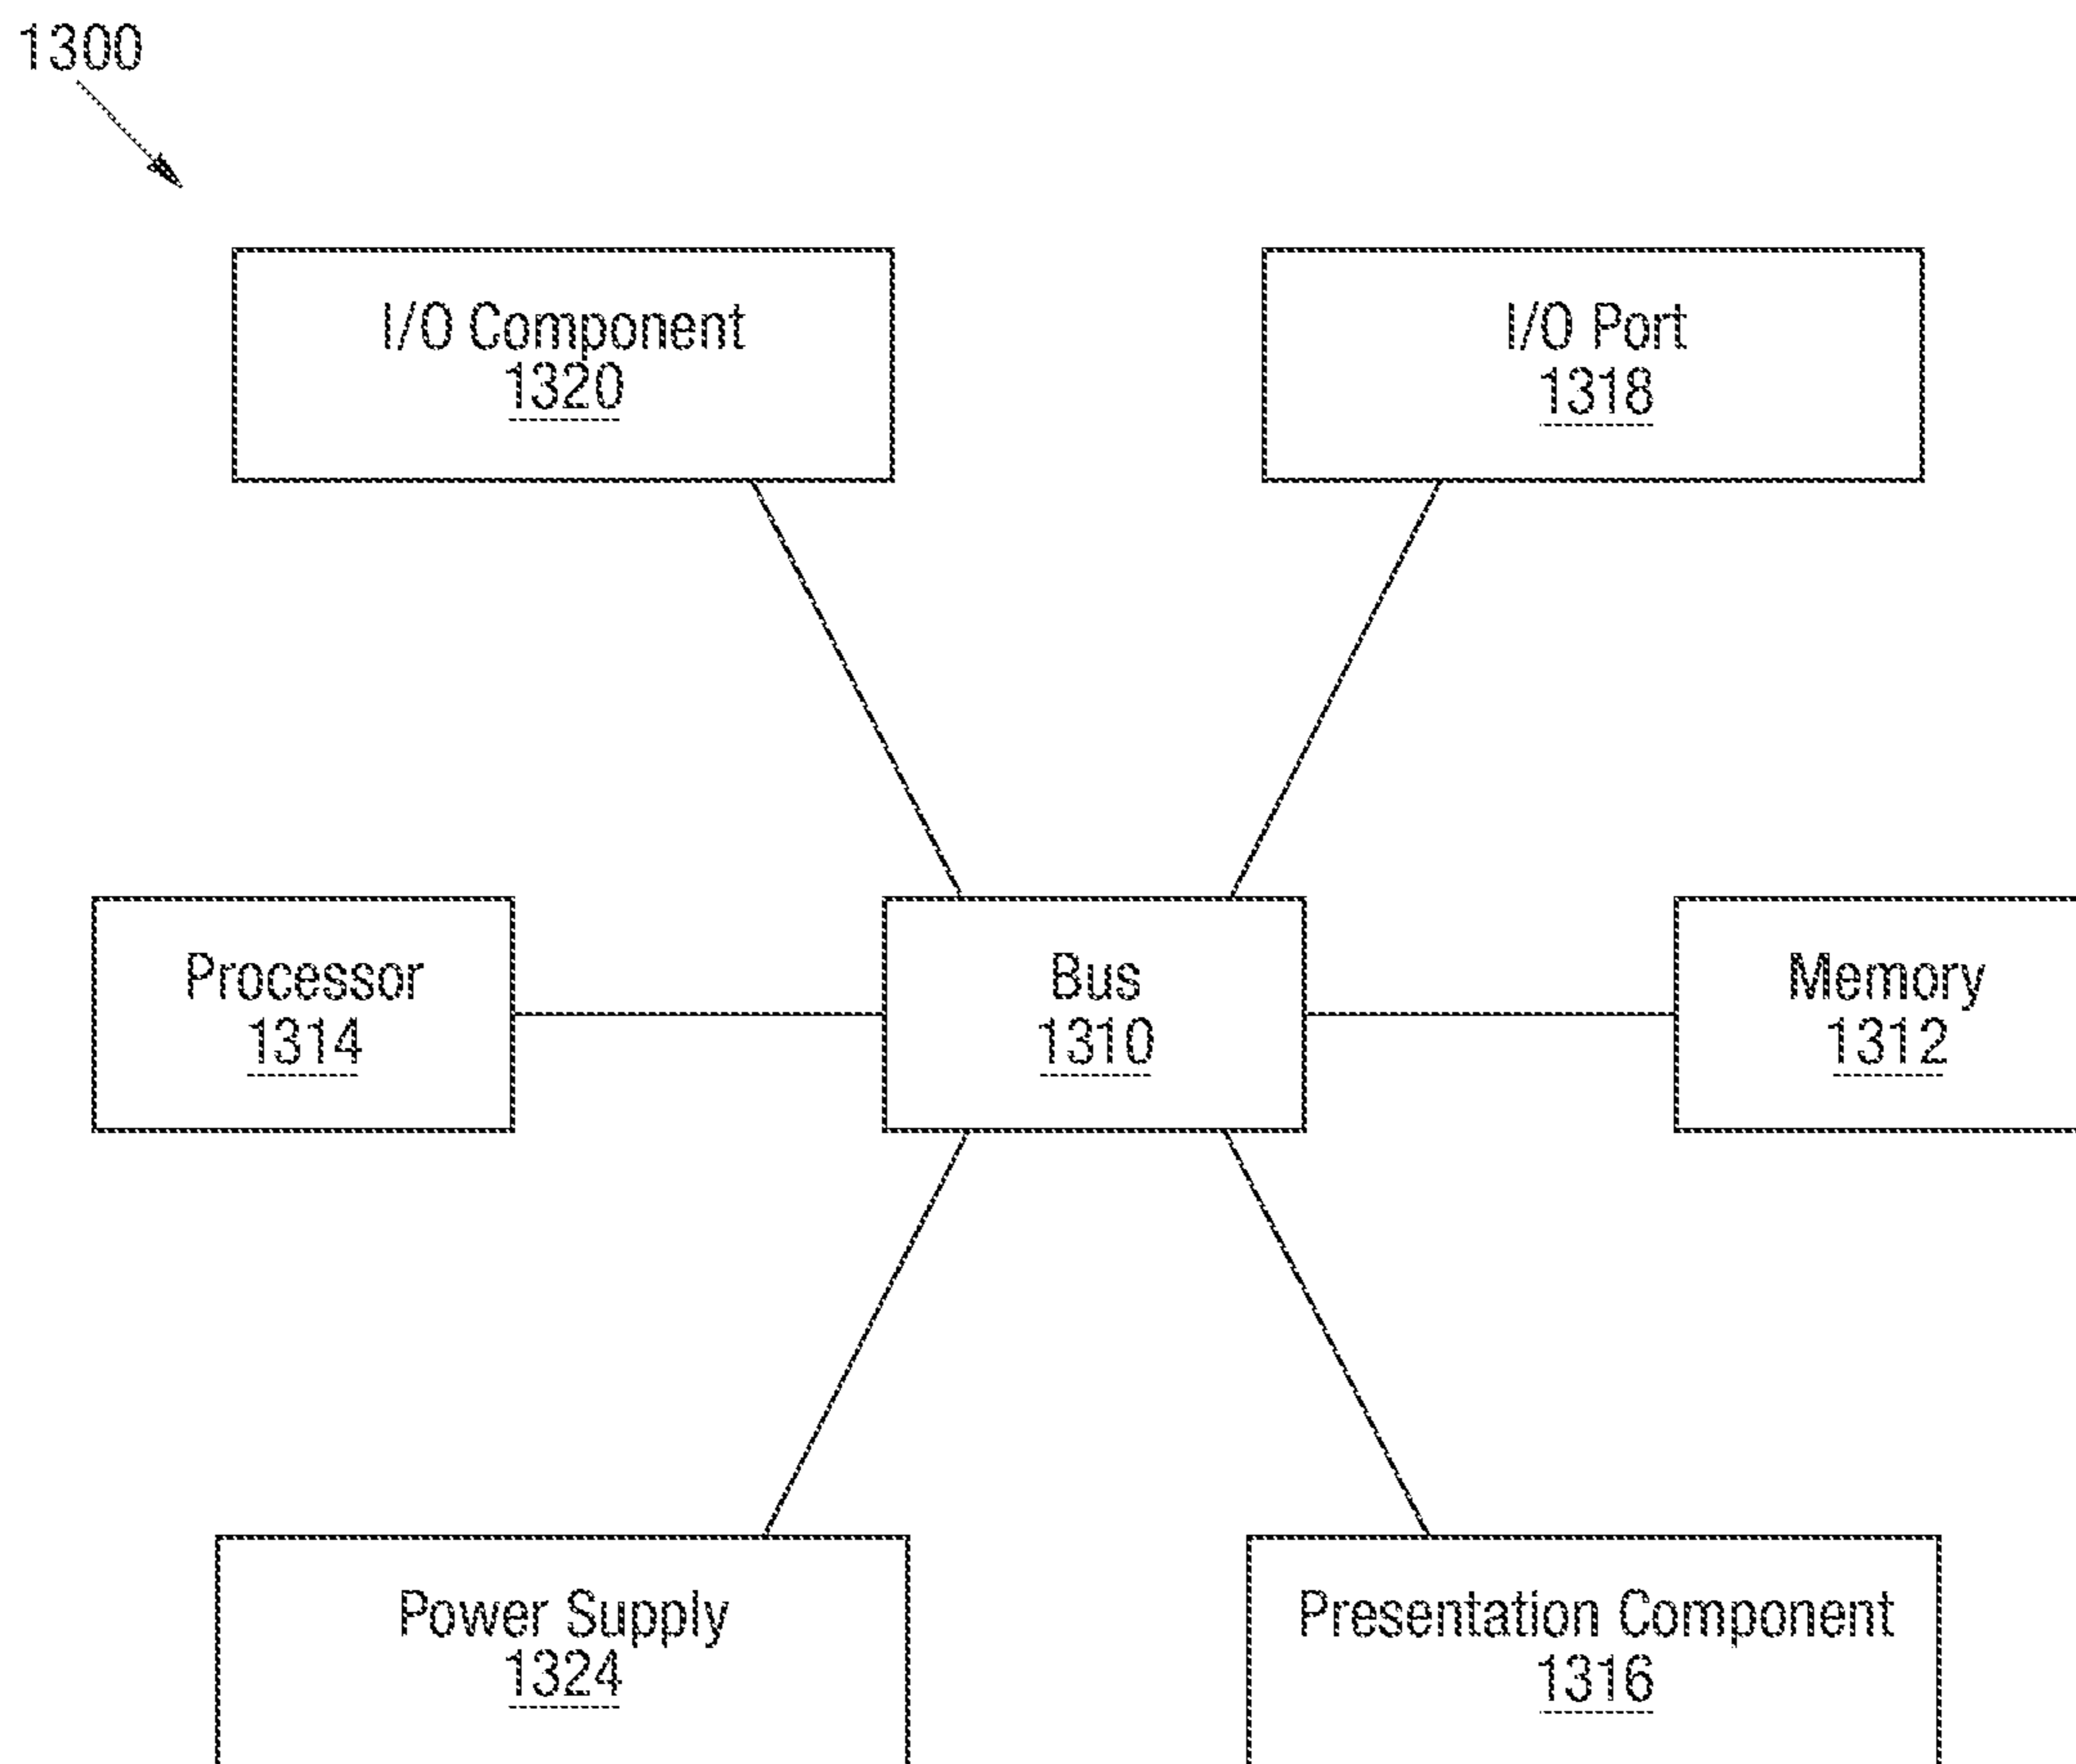 1300
I/O Component
1320
I/O Port
1318
Processor
1314
Bus
1310
Memory
1312
Power Supply
1324
Presentation Component
1316